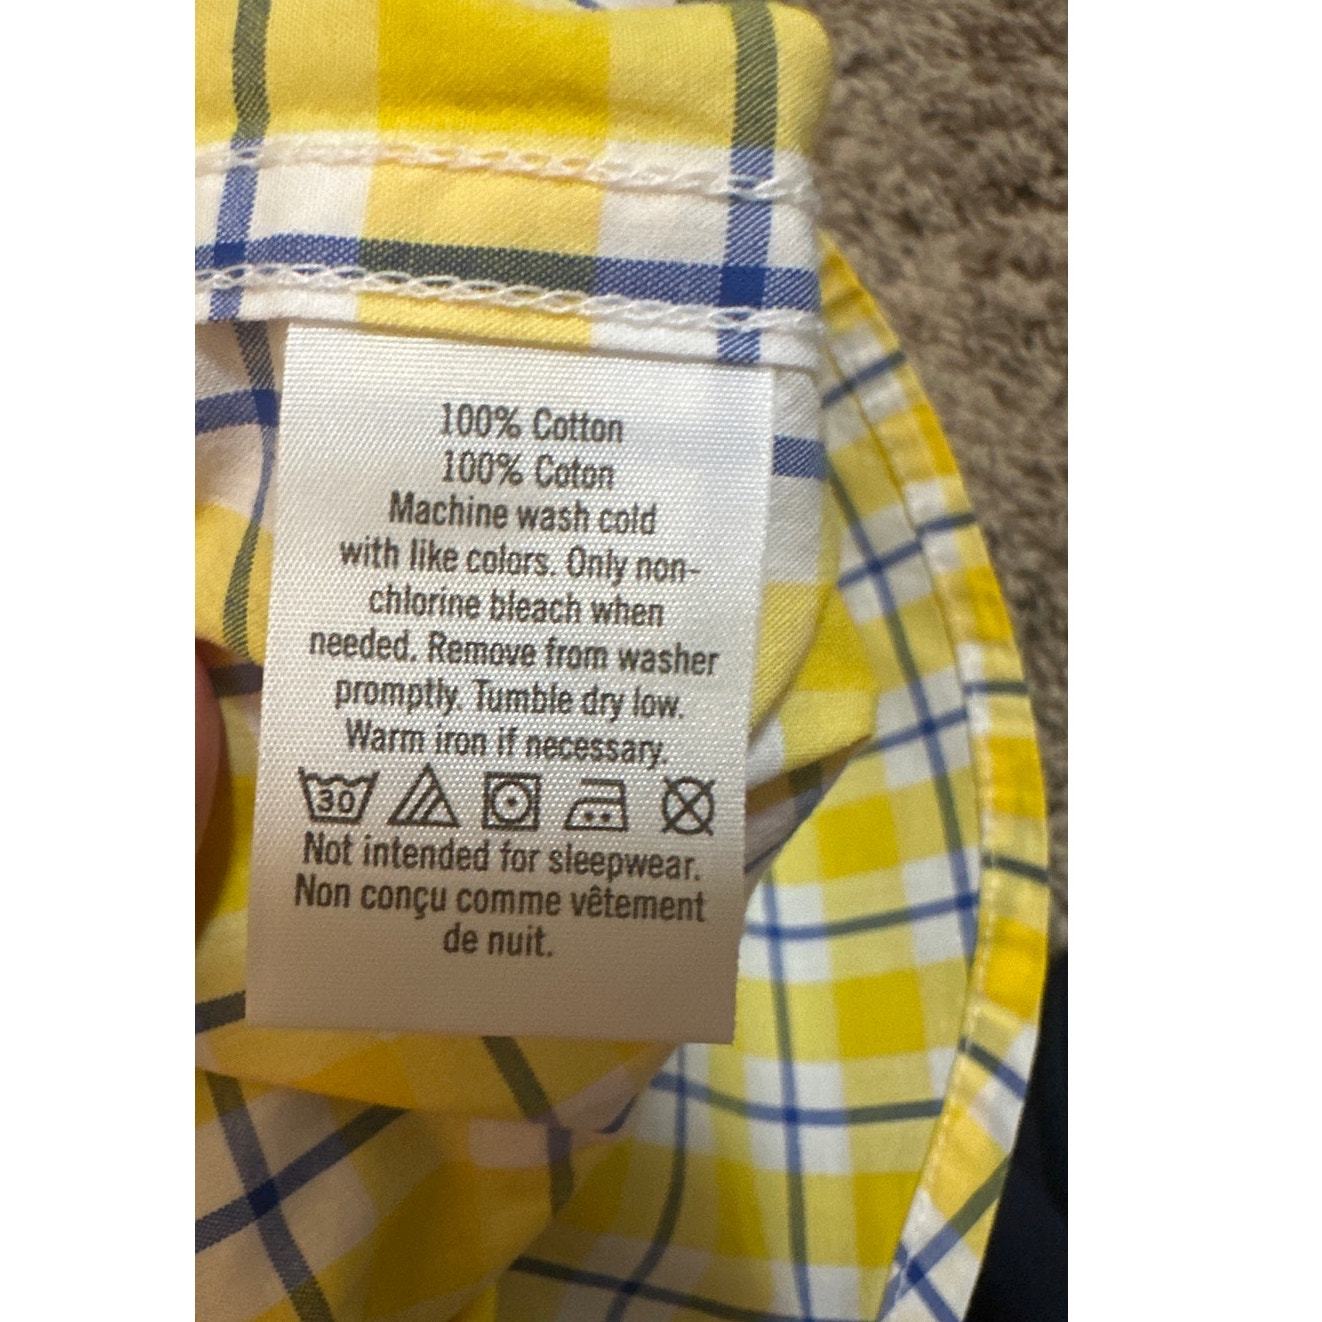 100% Cotton
100% Coton
Machine wash cold
with like colors. Only non-
chlorine bleach when
needed. Remove from washer
promptly. Tumble dry low.
Warm iron if necessary.
30
Not intended for sleepwear.
Non conçu comme vêtement
de nuit.